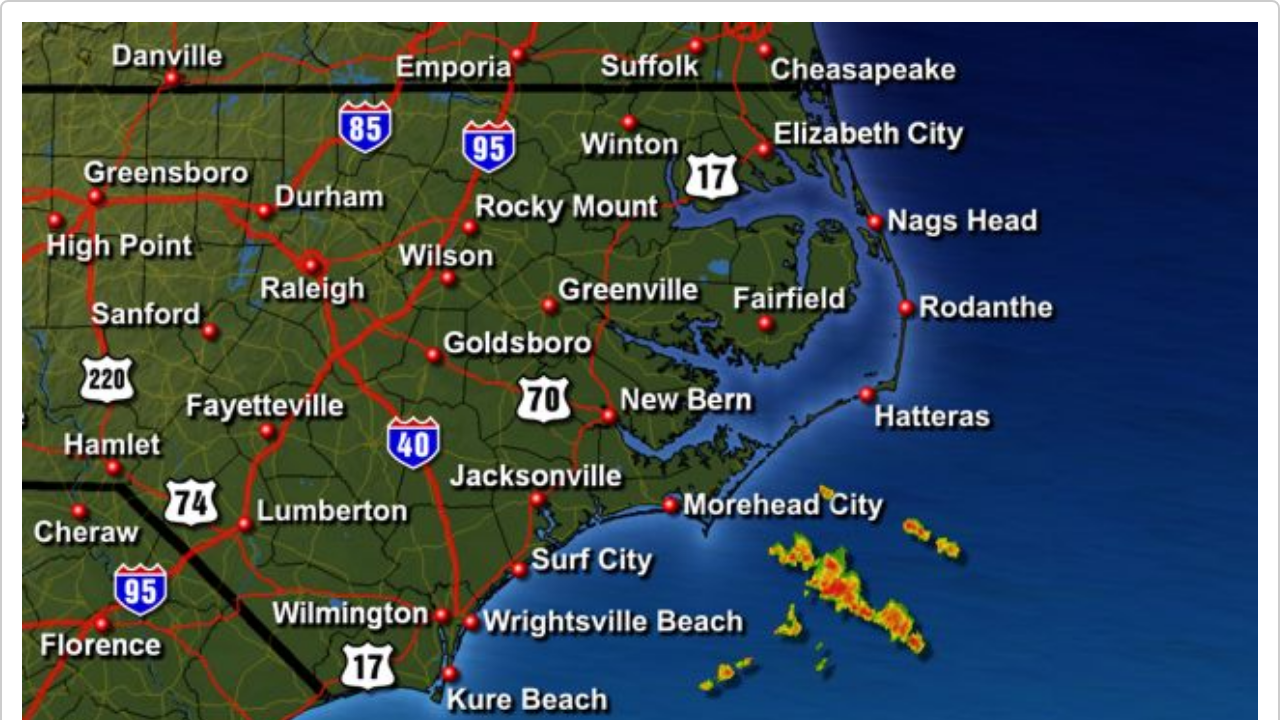 Danville
Emporia
Suffolk
Cheasapeake
85
95
Winton
Elizabeth City
17
Greensboro
Durham
Rocky Mount
Nags Head
High Point
Wilson
Raleigh
Greenville
Fairfield
Rodanthe
Sanford
Goldsboro
220
Fayetteville
70
New Bern
Hatteras
Hamlet
40
Jacksonville
74
Morehead City
Cheraw
Lumberton
Surf City
95
Wilmington
Wrightsville Beach
Florence
17
Kure Beach